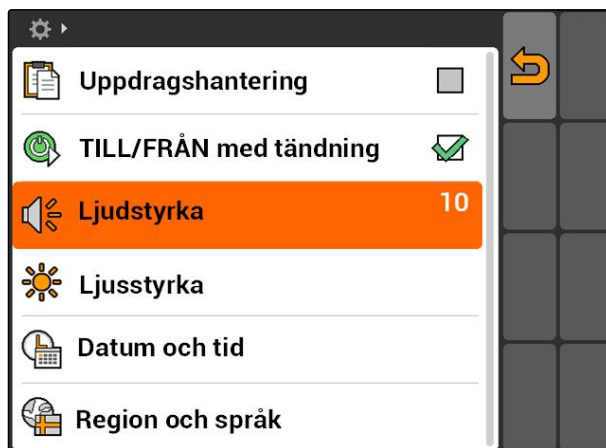 Uppdragshantering
TILL/FRÅN med tändning
Ljudstyrka 10
Ljusstyrka
Datum och tid
Region och språk